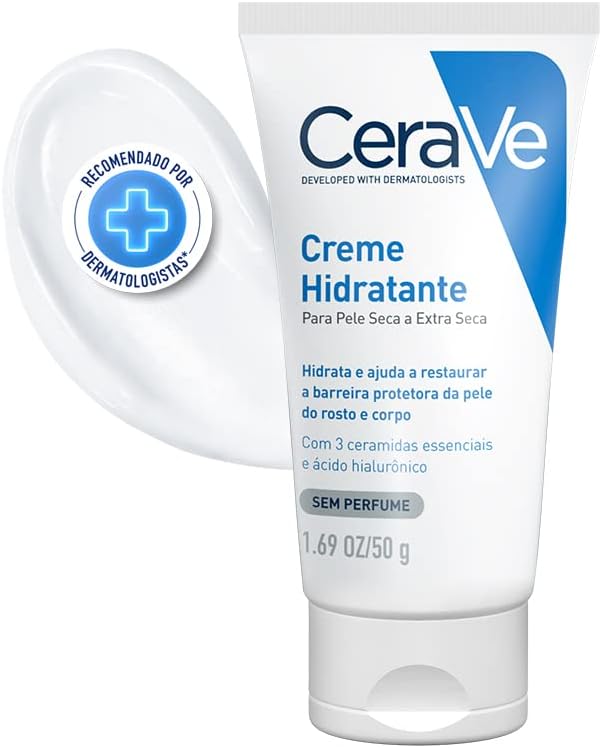 RECOMENDADO POR
DERMATOLOGISTAS*
CeraVe
DEVELOPED WITH DERMATOLOGISTS
Creme
Hidratante
Para Pele Seca a Extra Seca
Hidrata e ajuda a restaurar
a barreira protetora da pele
do rosto e corpo
Com 3 ceramidas essenciais
e ácido hialurônico
SEM PERFUME
1.69 OZ/50 g